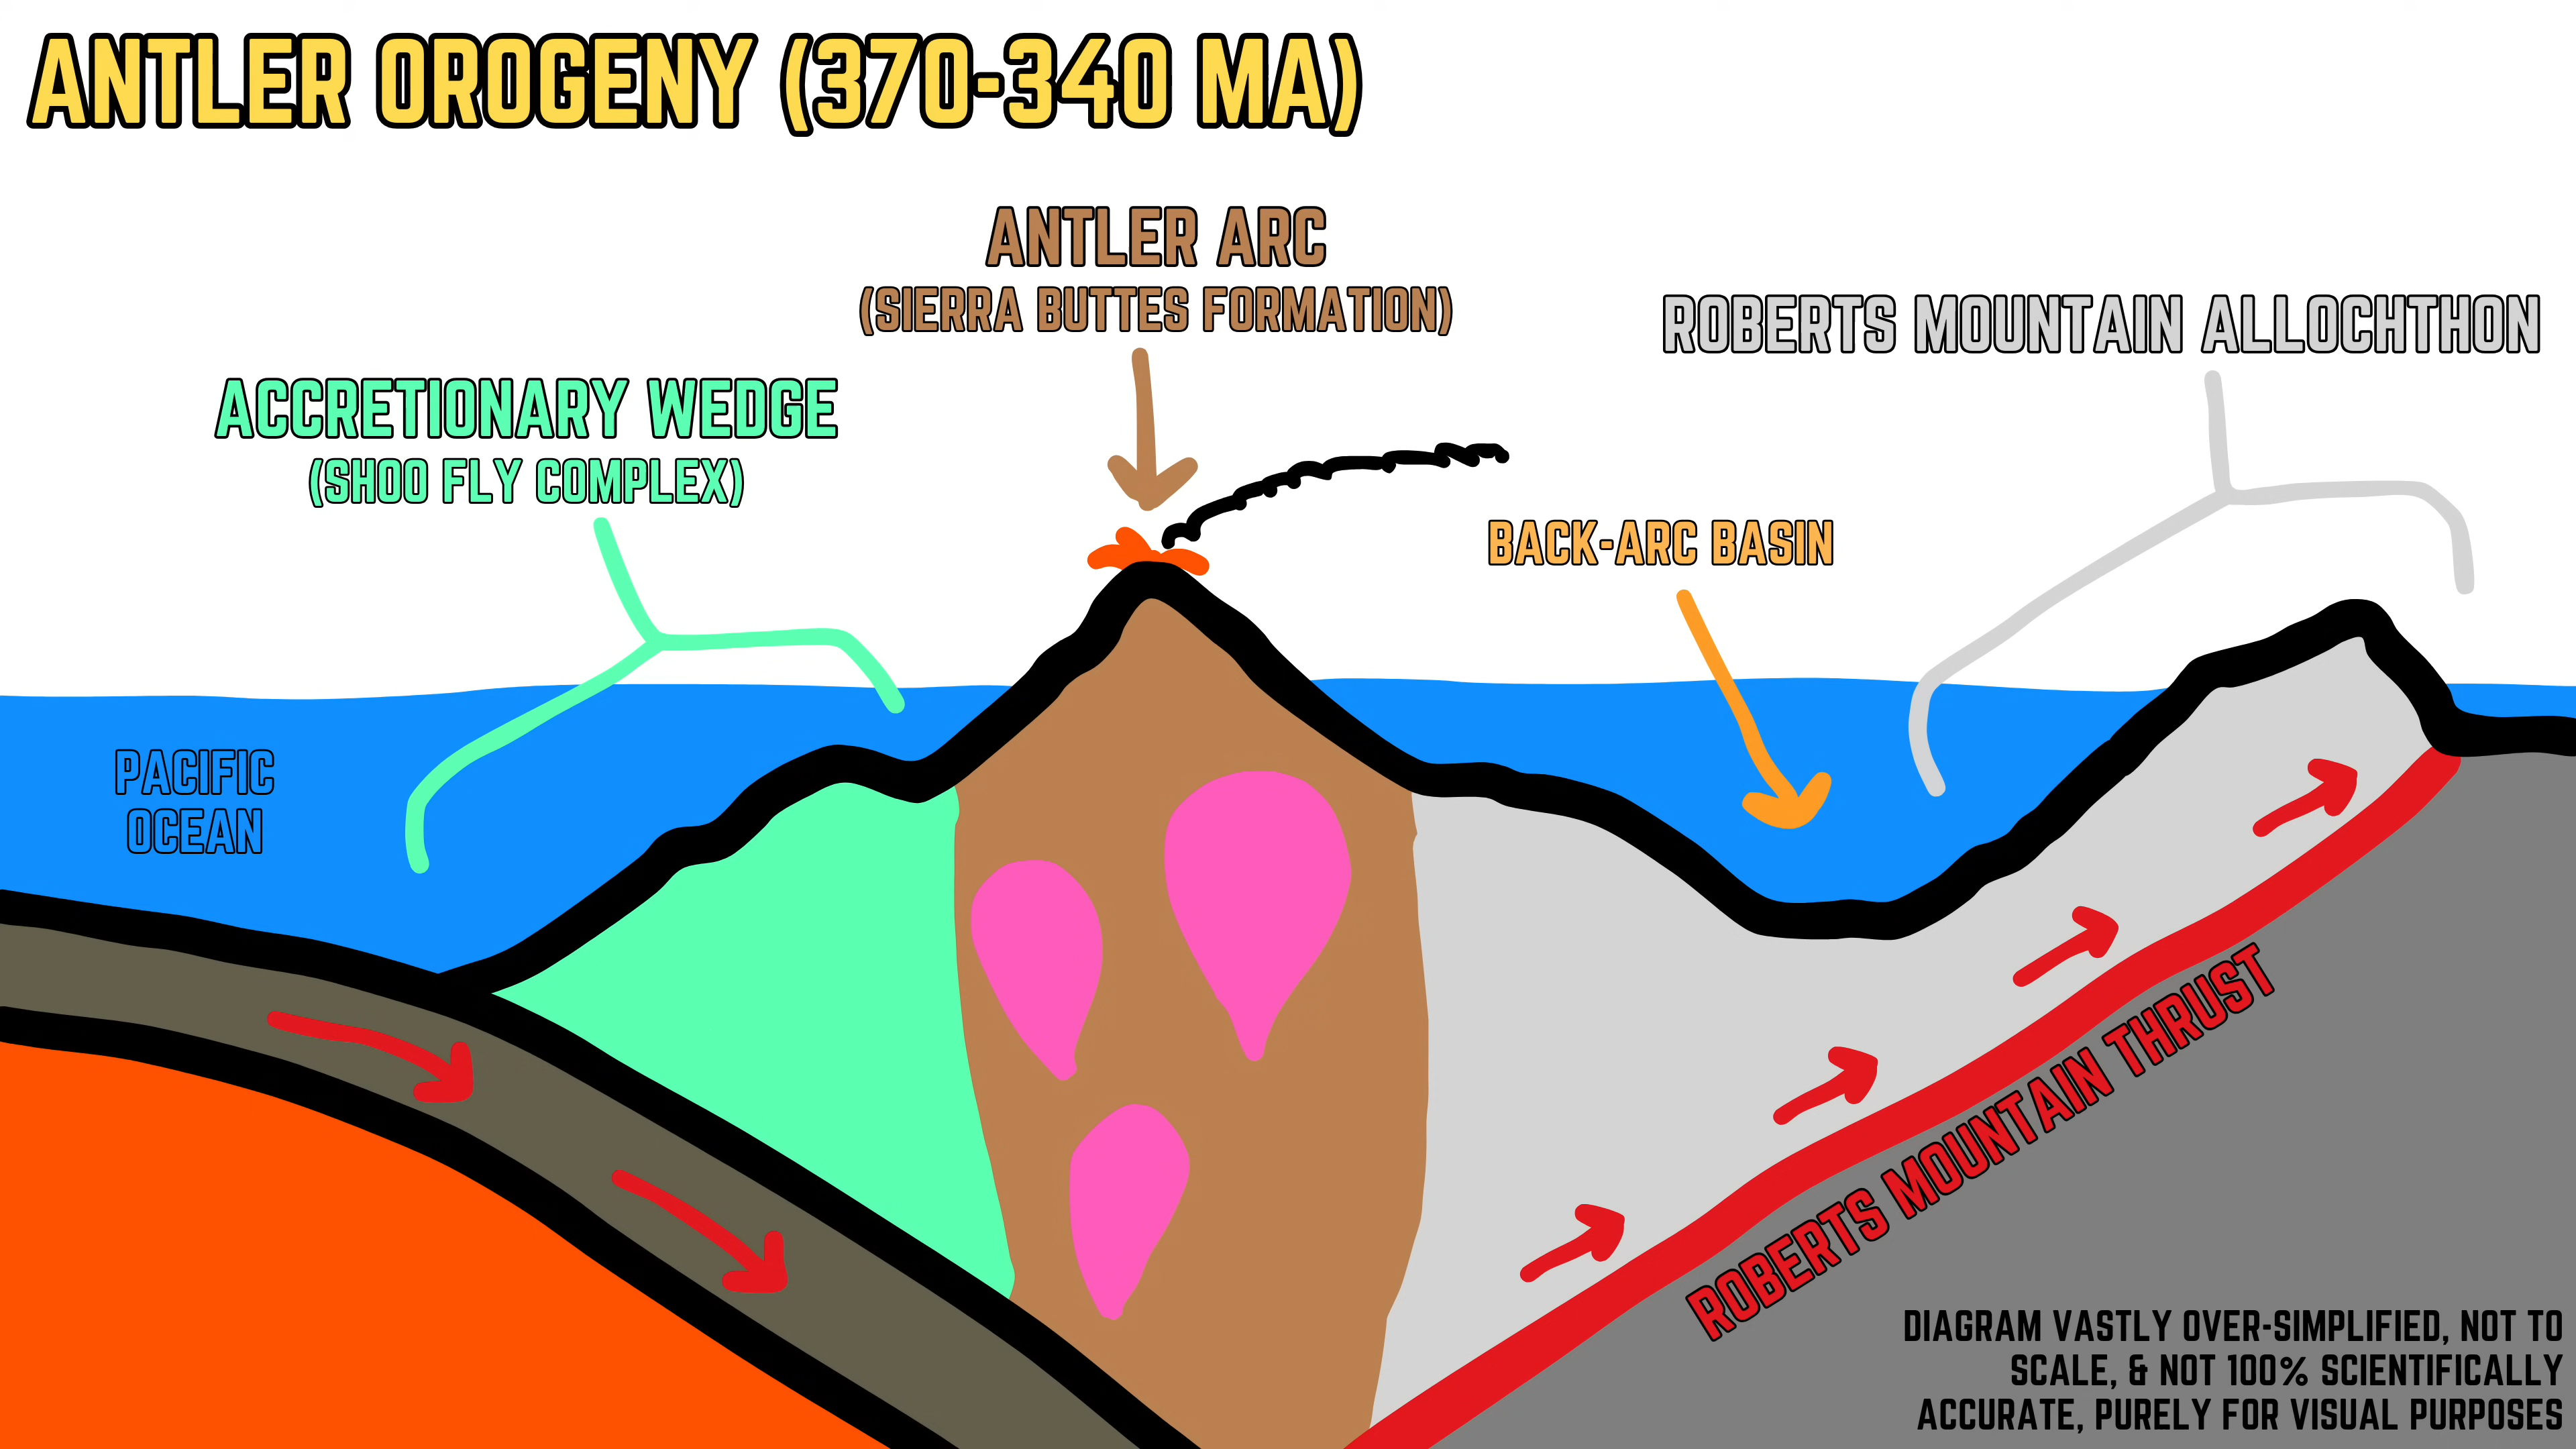 ANTLER OROGENY (370-340 MA)
ANTLER ARC
(SIERRA BUTTES FORMATION)
ROBERTS MOUNTAIN ALLOCHTHON
ACCRETIONARY WEDGE
(SHOO FLY COMPLEX)
BACK-ARC BASIN
PACIFIC
OCEAN
ROBERTS MOUNTAIN THRUST
DIAGRAM VASTLY OVER-SIMPLIFIED, NOT TO
SCALE, & NOT 100% SCIENTIFICALLY
ACCURATE, PURELY FOR VISUAL PURPOSES